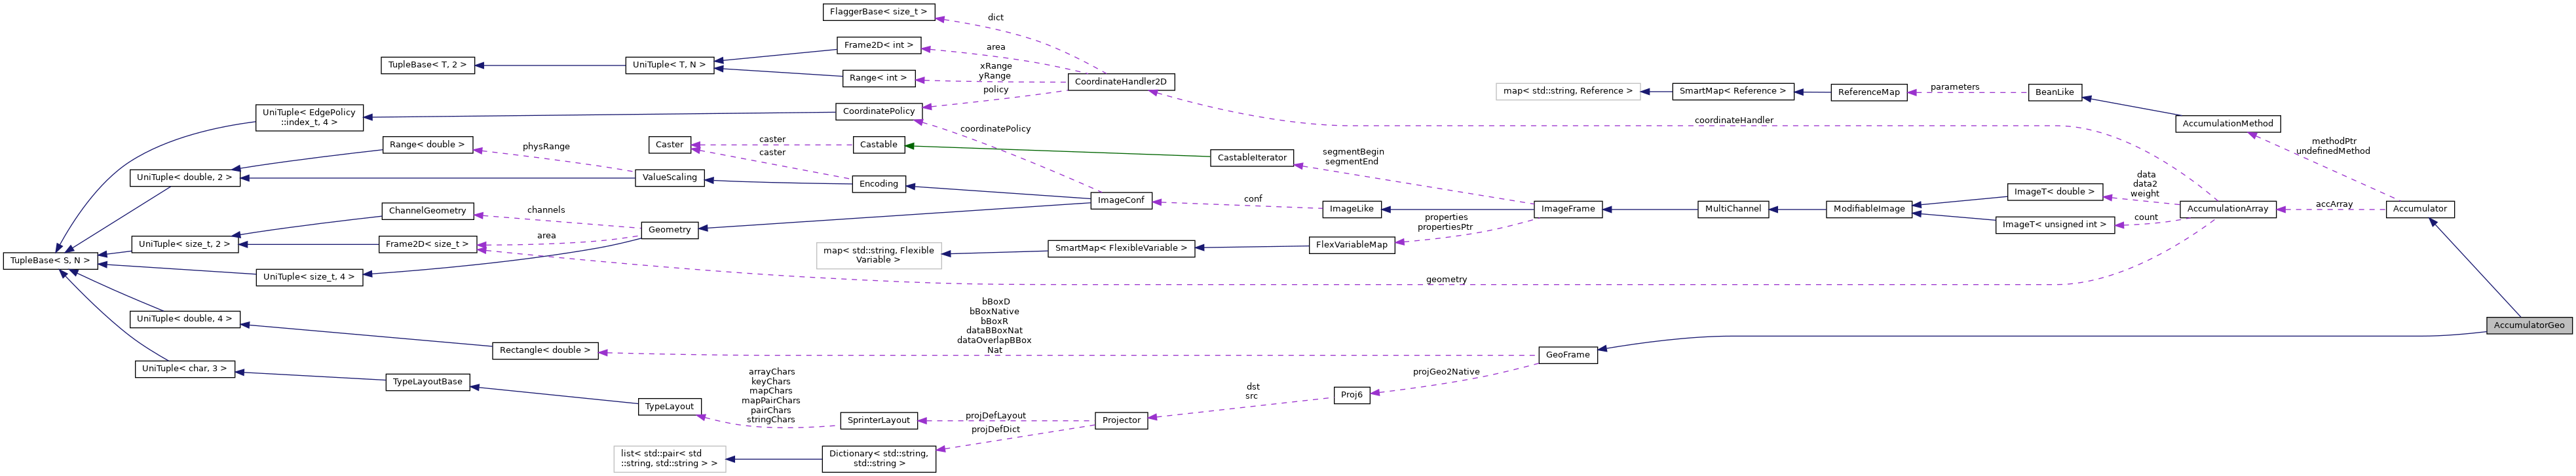 FlaggerBase< size_t >
dict
Frame2D< int >
area
TupleBase< T, 2 >
UniTuple< T, N >
xRange
yRange
Range< int >
CoordinateHandler2D
policy
map< std::string, Reference >
SmartMap< Reference >
ReferenceMap
parameters
BeanLike
UniTuple< EdgePolicy
::index_t, 4 >
CoordinatePolicy
coordinatePolicy
coordinateHandler
AccumulationMethod
Range< double >
physRange
Caster
caster
caster
Castable
CastableIterator
segmentBegin
segmentEnd
methodPtr
undefinedMethod
UniTuple< double, 2 >
ValueScaling
Encoding
ImageConf
conf
ImageLike
ImageFrame
MultiChannel
ModifiableImage
ImageT< double >
data
data2
weight
ImageT< unsigned int >
count
AccumulationArray
accArray
Accumulator
ChannelGeometry
channels
Geometry
properties
propertiesPtr
UniTuple< size_t, 2 >
Frame2D< size_t >
area
map< std::string, Flexible
Variable >
SmartMap< FlexibleVariable >
FlexVariableMap
TupleBase< S, N >
UniTuple< size_t, 4 >
geometry
UniTuple< double, 4 >
Rectangle< double >
bBoxD
bBoxNative
bBoxR
dataBBoxNat
dataOverlapBBox
Nat
GeoFrame
AccumulatorGeo
UniTuple< char, 3 >
TypeLayoutBase
TypeLayout
arrayChars
keyChars
mapChars
mapPairChars
pairChars
stringChars
SprinterLayout
projDefLayout
projDefDict
Projector
dst
src
Proj6
projGeo2Native
list< std::pair< std
::string, std::string > >
Dictionary< std::string,
std::string >